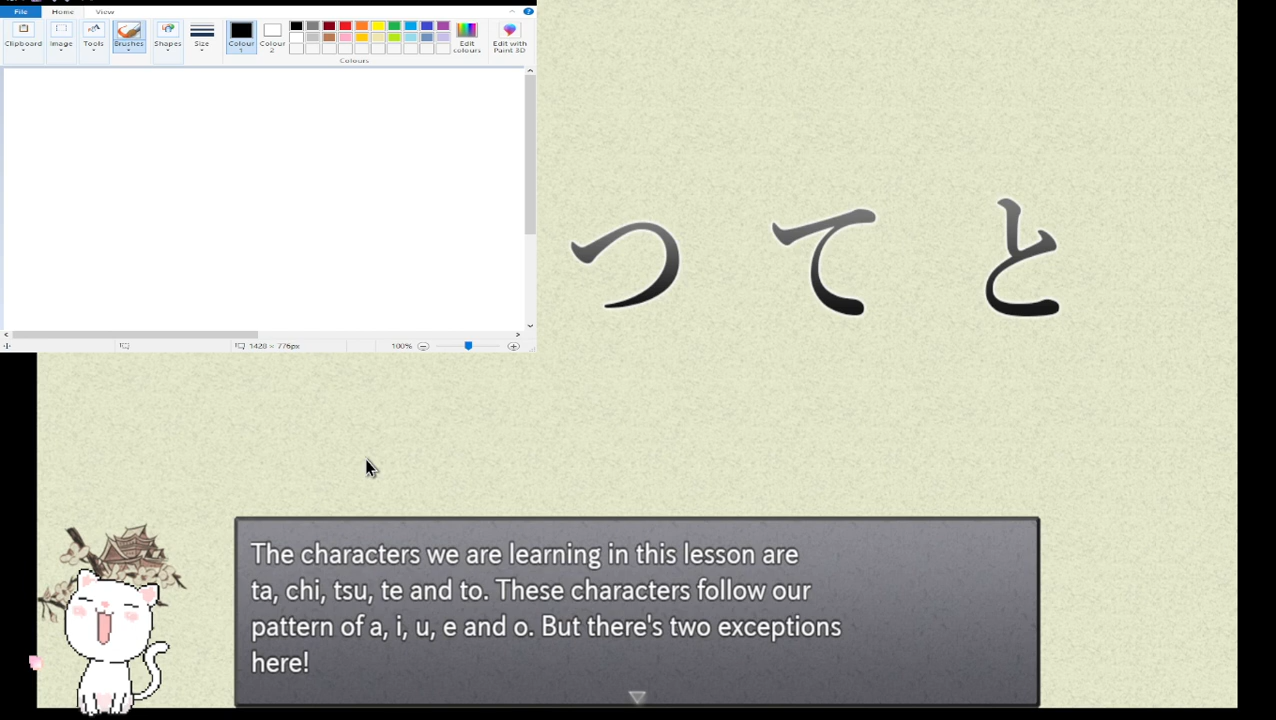 File Home View
Clipboard Image Tools Brushes Shapes Size Colour 1 Colour 2 Edit colours Edit with Paint 3D
Colours
つ て と
1428 × 776px 100%
The characters we are learning in this lesson are
ta, chi, tsu, te and to. These characters follow our
pattern of a, i, u, e and o. But there's two exceptions
here!